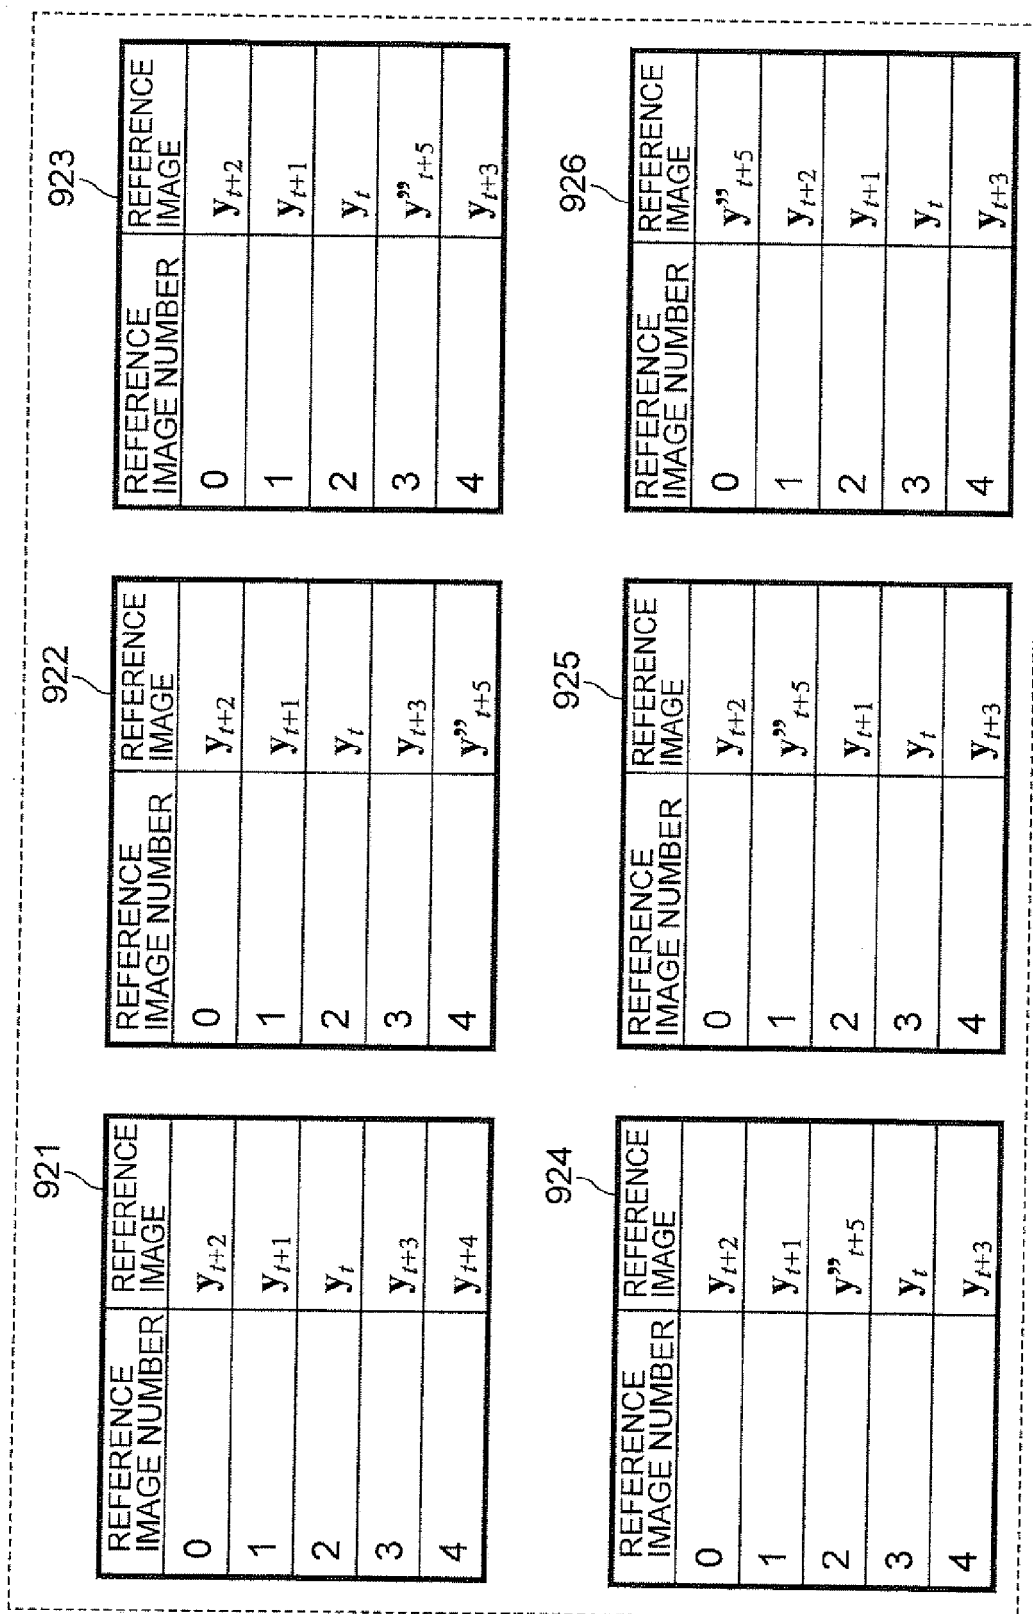 921
REFERENCE IMAGE NUMBER | REFERENCE IMAGE
0 | y_{t+2}
1 | y_{t+1}
2 | y_t
3 | y_{t+3}
4 | y_{t+4}
922
REFERENCE IMAGE NUMBER | REFERENCE IMAGE
0 | y_{t+2}
1 | y_{t+1}
2 | y_t
3 | y_{t+3}
4 | y”_{t+5}
923
REFERENCE IMAGE NUMBER | REFERENCE IMAGE
0 | y_{t+2}
1 | y_{t+1}
2 | y_t
3 | y”_{t+5}
4 | y_{t+3}
924
REFERENCE IMAGE NUMBER | REFERENCE IMAGE
0 | y_{t+2}
1 | y_{t+1}
2 | y”_{t+5}
3 | y_t
4 | y_{t+3}
925
REFERENCE IMAGE NUMBER | REFERENCE IMAGE
0 | y_{t+2}
1 | y”_{t+5}
2 | y_{t+1}
3 | y_t
4 | y_{t+3}
926
REFERENCE IMAGE NUMBER | REFERENCE IMAGE
0 | y”_{t+5}
1 | y_{t+2}
2 | y_{t+1}
3 | y_t
4 | y_{t+3}